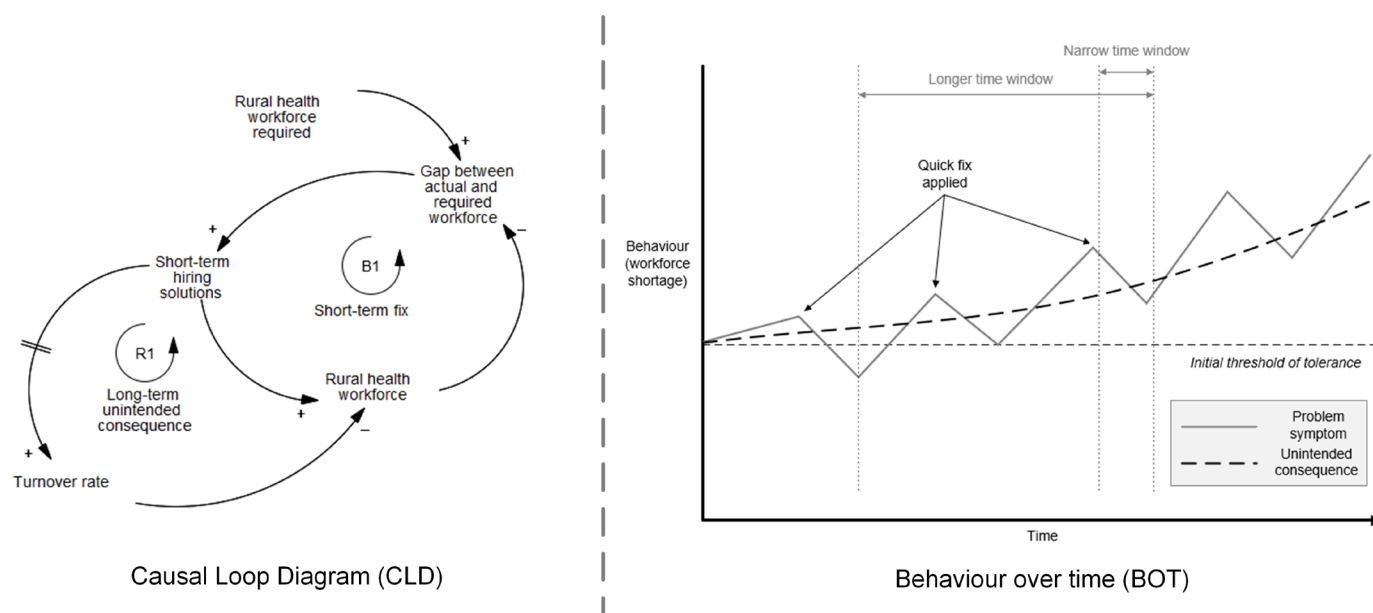 Rural health
workforce
required
+
Gap between
actual and
required
workforce
−
+
Short-term
hiring
solutions
B1
Short-term fix
R1
Long-term
unintended
consequence
Rural health
workforce
+
−
+
Turnover rate
Causal Loop Diagram (CLD)
Narrow time window
Longer time window
Quick fix
applied
Behaviour
(workforce
shortage)
Initial threshold of tolerance
Problem
symptom
Unintended
consequence
Time
Behaviour over time (BOT)